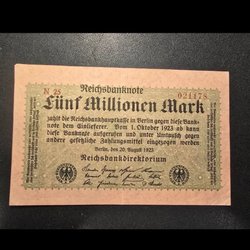 Reichsbanknote
N 25 021178
Fünf Millionen Mark
zahlt die Reichsbankhauptkasse in Berlin gegen diese Bank-
note dem Einlieferer. Vom 1. Oktober 1923 ab kann
diese Banknote aufgerufen und unter Umtausch gegen
andere gesetzliche Zahlungsmittel eingezogen werden
Berlin, den 20. August 1923
Reichsbankdirektorium